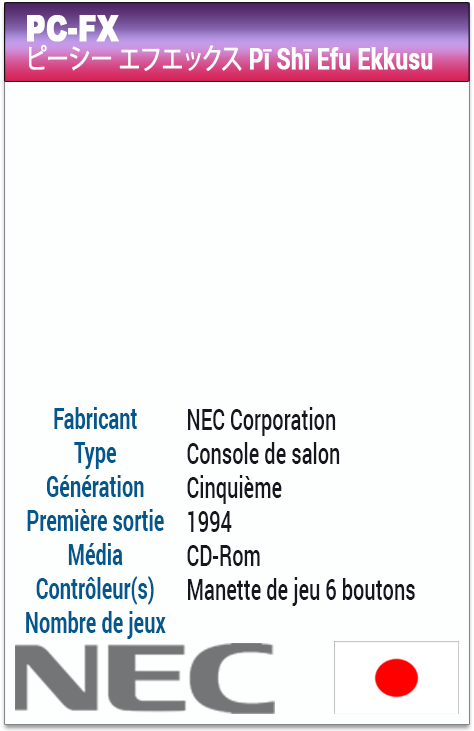 PC-FX
ピーシー エフエックス Pī Shī Efu Ekkusu
Fabricant NEC Corporation
Type Console de salon
Génération Cinquième
Première sortie 1994
Média CD-Rom
Contrôleur(s) Manette de jeu 6 boutons
Nombre de jeux
NEC